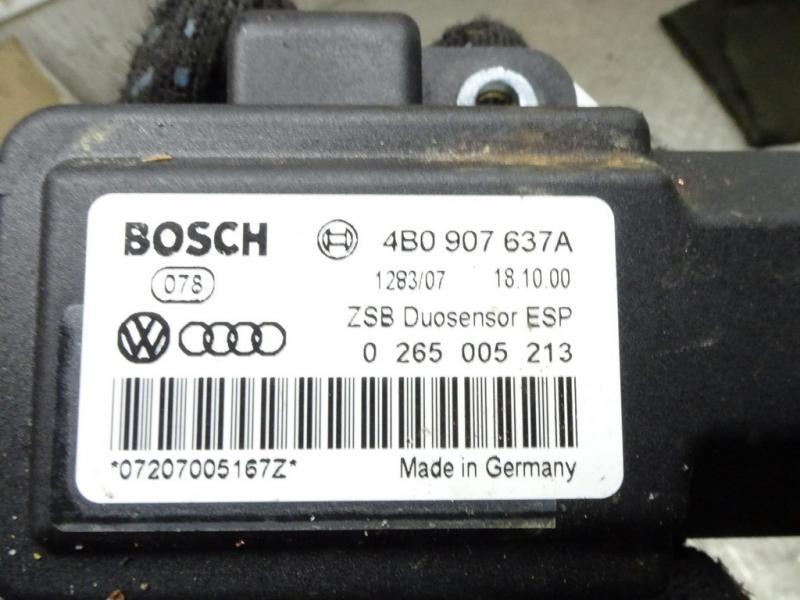 BOSCH 4B0 907 637A
078 1283/07 18.10.00
ZSB Duosensor ESP
0 265 005 213
*07207005167Z* Made in Germany